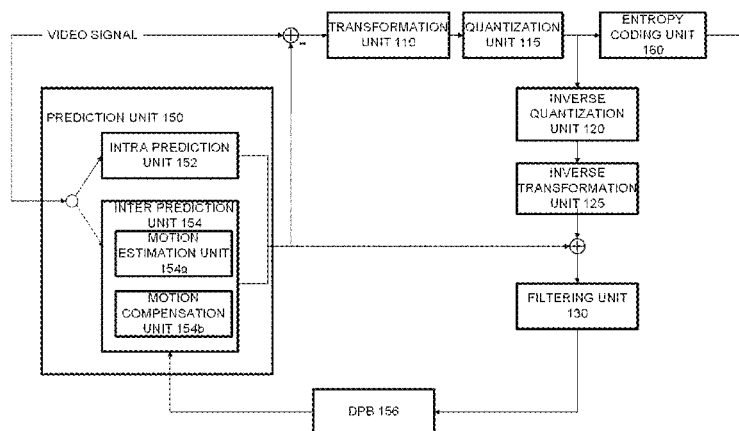 VIDEO SIGNAL
TRANSFORMATION
UNIT 110
QUANTIZATION
UNIT 115
ENTROPY
CODING UNIT
160
PREDICTION UNIT 150
INTRA PREDICTION
UNIT 152
INTER PREDICTION
UNIT 154
MOTION
ESTIMATION UNIT
154a
MOTION
COMPENSATION
UNIT 154b
INVERSE
QUANTIZATION
UNIT 120
INVERSE
TRANSFORMATION
UNIT 125
FILTERING UNIT
130
DPB 156